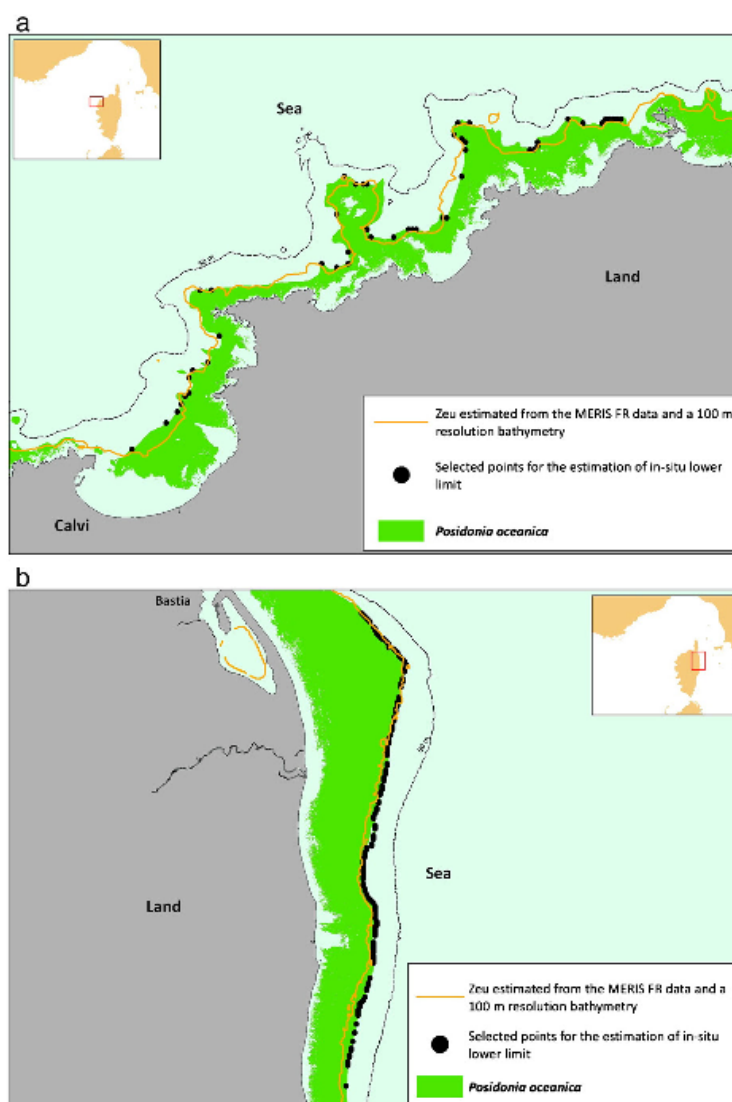 a
Sea
Land
Zeu estimated from the MERIS FR data and a 100 m
resolution bathymetry
Selected points for the estimation of in-situ lower
limit
Calvi
Posidonia oceanica
b
Bastia
Sea
Land
Zeu estimated from the MERIS FR data and a
100 m resolution bathymetry
Selected points for the estimation of in-situ
lower limit
Posidonia oceanica